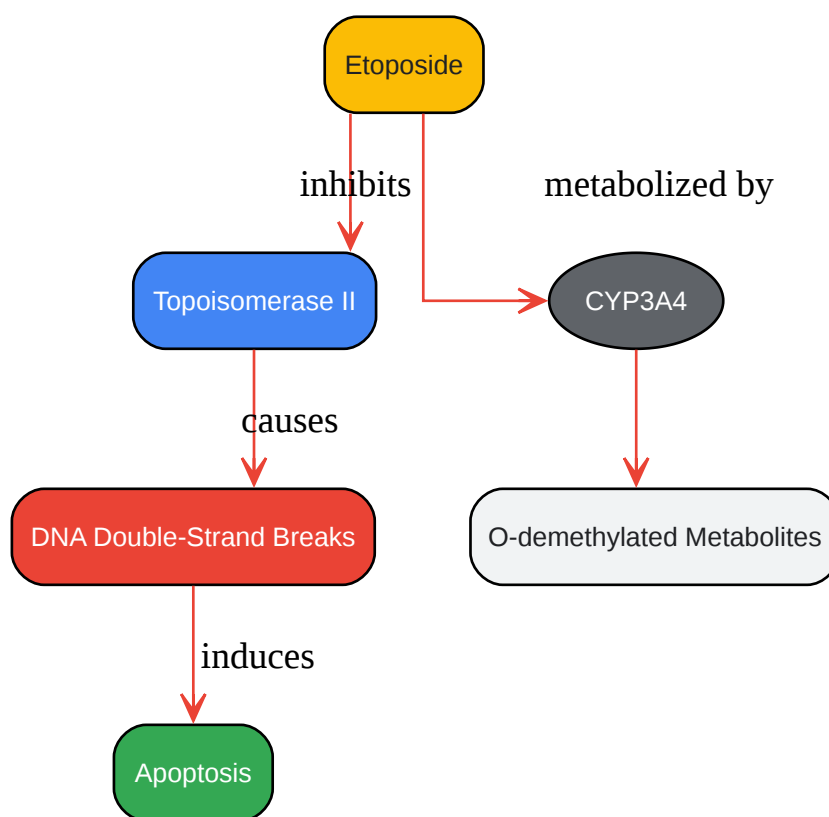 Etoposide
inhibits
metabolized by
Topoisomerase II
CYP3A4
causes
DNA Double-Strand Breaks
O-demethylated Metabolites
induces
Apoptosis